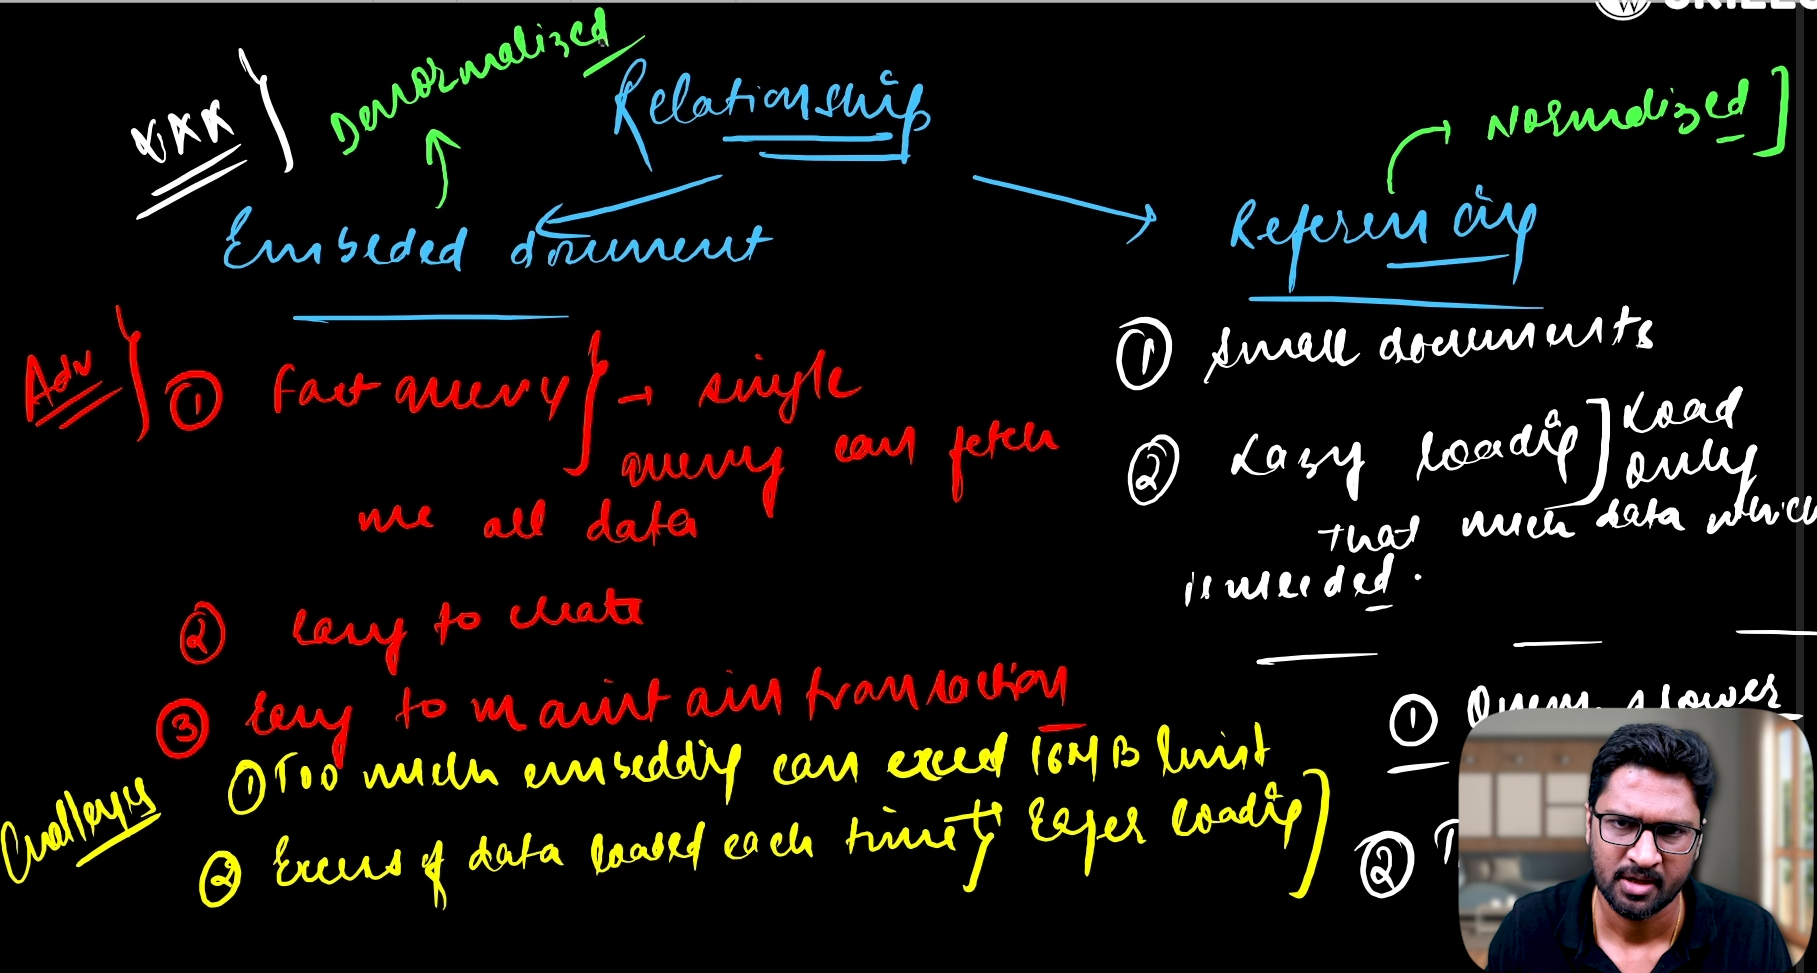 Denormalized
Relationship
Normalized
Embeded document
Referencing
Adv
① Fast query → single
query can fetch
me all data
② easy to create
③ Easy to maintain transaction
Challenges
① Too much embedding can exceed 16MB limit
② Excess of data loaded each time Eager loading
① small documents
② Lazy loading Load
only
that much data which
is needed.
① Query slower
②